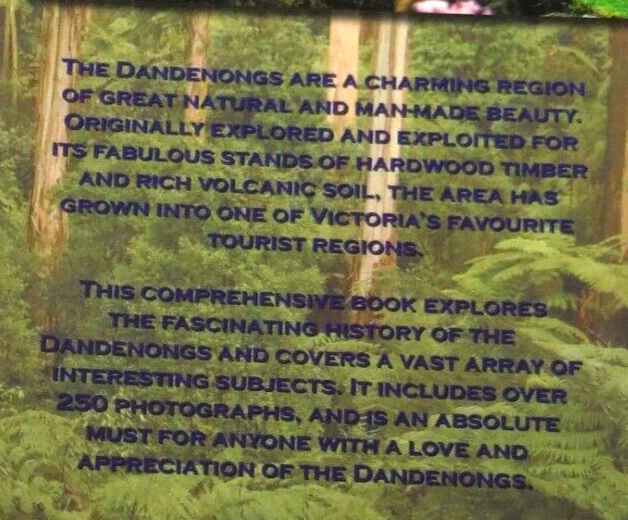 THE DANDENONGS ARE A CHARMING REGION
OF GREAT NATURAL AND MAN-MADE BEAUTY.
ORIGINALLY EXPLORED AND EXPLOITED FOR
ITS FABULOUS STANDS OF HARDWOOD TIMBER
AND RICH VOLCANIC SOIL, THE AREA HAS
GROWN INTO ONE OF VICTORIA'S FAVOURITE
TOURIST REGIONS.
THIS COMPREHENSIVE BOOK EXPLORES
THE FASCINATING HISTORY OF THE
DANDENONGS AND COVERS A VAST ARRAY OF
INTERESTING SUBJECTS. IT INCLUDES OVER
250 PHOTOGRAPHS, AND IS AN ABSOLUTE
MUST FOR ANYONE WITH A LOVE AND
APPRECIATION OF THE DANDENONGS.